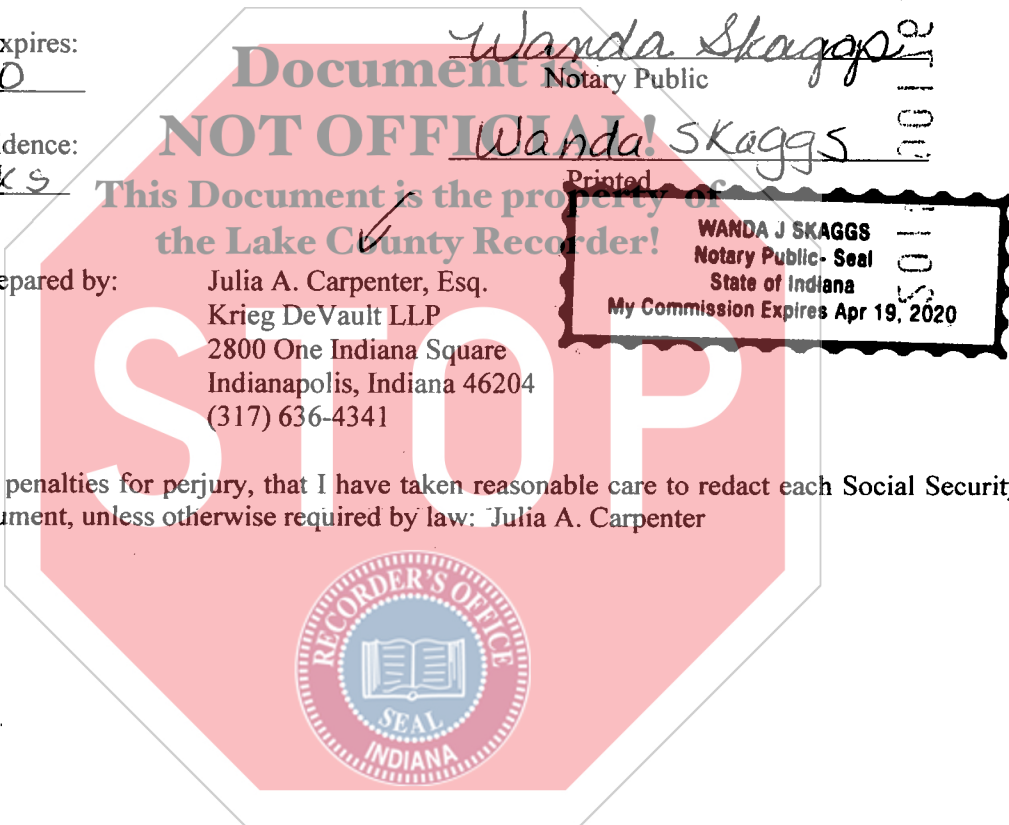 xpires:
Wanda Skaggs
O
Notary Public
dence:
Wanda Skaggs
ks
Printed
Document is
NOT OFFICIAL!
This Document is the property of
the Lake County Recorder!
WANDA J SKAGGS
Notary Public- Seal
State of Indiana
My Commission Expires Apr 19, 2020
epared by:
Julia A. Carpenter, Esq.
Krieg DeVault LLP
2800 One Indiana Square
Indianapolis, Indiana 46204
(317) 636-4341
STOP
penalties for perjury, that I have taken reasonable care to redact each Social Security
ument, unless otherwise required by law: Julia A. Carpenter
RECORDER'S OFFICE
SEAL
INDIANA